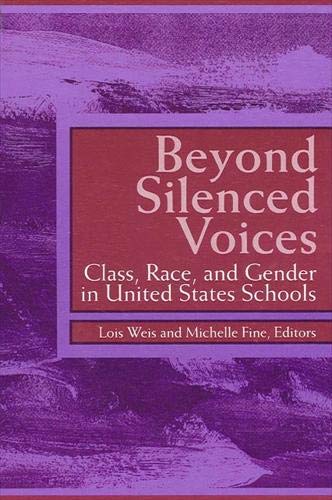 Beyond
Silenced
Voices
Class, Race, and Gender
in United States Schools
Lois Weis and Michelle Fine, Editors